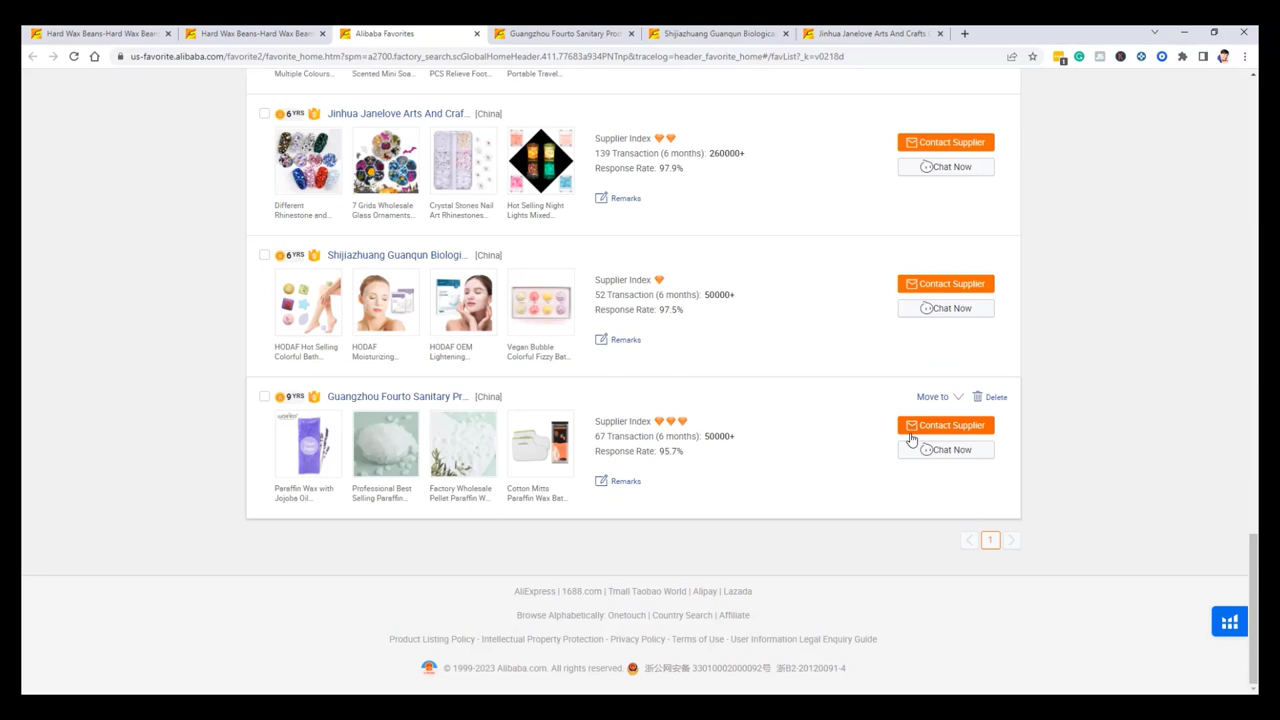 Hard Wax Beans-Hard Wax Bean
Hard Wax Beans-Hard Wax Bean
Alibaba Favorites
Guangzhou Fourto Sanitary Prod
Shijiazhuang Guanqun Biologica
Jinhua Janelove Arts And Crafts
us-favorite.alibaba.com/favorite2/favorite_home.htm?spm=a2700.factory_search.scGlobalHomeHeader.411.77683a934PNTnp&tracelog=header_favorite_home#/favList?_k=v0218d
Multiple Colours... Scented Mini Soa... PCS Relieve Foot... Portable Travel...
6 YRS Jinhua Janelove Arts And Craf... [China]
Supplier Index
139 Transaction (6 months): 260000+
Response Rate: 97.9%
Remarks
Contact Supplier
Chat Now
Different Rhinestone and...
7 Grids Wholesale Glass Ornaments...
Crystal Stones Nail Art Rhinestones...
Hot Selling Night Lights Mixed...
6 YRS Shijiazhuang Guanqun Biologi... [China]
Supplier Index
52 Transaction (6 months): 50000+
Response Rate: 97.5%
Remarks
Contact Supplier
Chat Now
HODAF Hot Selling Colorful Bath...
HODAF Moisturizing...
HODAF OEM Lightening...
Vegan Bubble Colorful Fizzy Bat...
9 YRS Guangzhou Fourto Sanitary Pr... [China]
Move to Delete
Supplier Index
67 Transaction (6 months): 50000+
Response Rate: 95.7%
Remarks
Contact Supplier
Chat Now
Paraffin Wax with Jojoba Oil...
Professional Best Selling Paraffin...
Factory Wholesale Pellet Paraffin W...
Cotton Mitts Paraffin Wax Bat...
1
AliExpress | 1688.com | Tmall Taobao World | Alipay | Lazada
Browse Alphabetically: Onetouch | Country Search | Affiliate
Product Listing Policy - Intellectual Property Protection - Privacy Policy - Terms of Use - User Information Legal Enquiry Guide
© 1999-2023 Alibaba.com. All rights reserved. 浙公网安备 33010002000092号 浙B2-20120091-4